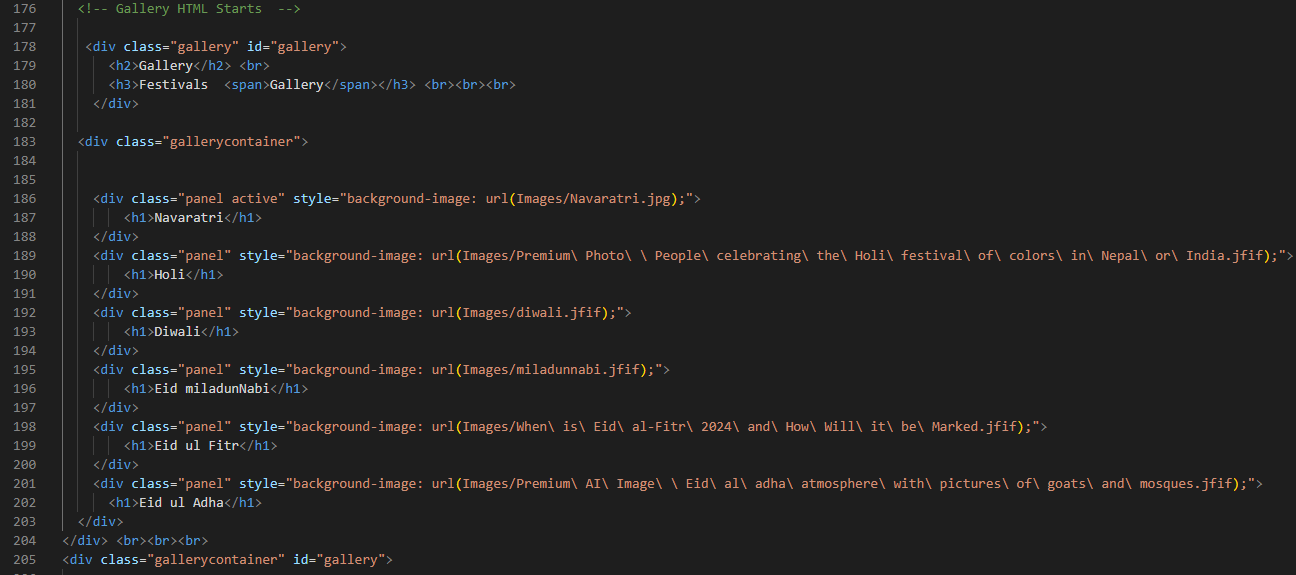 176 <!-- Gallery HTML Starts  -->
177
178 <div class="gallery" id="gallery">
179 <h2>Gallery</h2> <br>
180 <h3>Festivals  <span>Gallery</span></h3> <br><br><br>
181 </div>
182
183 <div class="gallerycontainer">
184
185
186 <div class="panel active" style="background-image: url(Images/Navaratri.jpg);">
187 <h1>Navaratri</h1>
188 </div>
189 <div class="panel" style="background-image: url(Images/Premium\ Photo\ \ People\ celebrating\ the\ Holi\ festival\ of\ colors\ in\ Nepal\ or\ India.jfif);">
190 <h1>Holi</h1>
191 </div>
192 <div class="panel" style="background-image: url(Images/diwali.jfif);">
193 <h1>Diwali</h1>
194 </div>
195 <div class="panel" style="background-image: url(Images/miladunnabi.jfif);">
196 <h1>Eid miladunNabi</h1>
197 </div>
198 <div class="panel" style="background-image: url(Images/When\ is\ Eid\ al-Fitr\ 2024\ and\ How\ Will\ it\ be\ Marked.jfif);">
199 <h1>Eid ul Fitr</h1>
200 </div>
201 <div class="panel" style="background-image: url(Images/Premium\ AI\ Image\ \ Eid\ al\ adha\ atmosphere\ with\ pictures\ of\ goats\ and\ mosques.jfif);">
202 <h1>Eid ul Adha</h1>
203 </div>
204 </div> <br><br><br>
205 <div class="gallerycontainer" id="gallery">